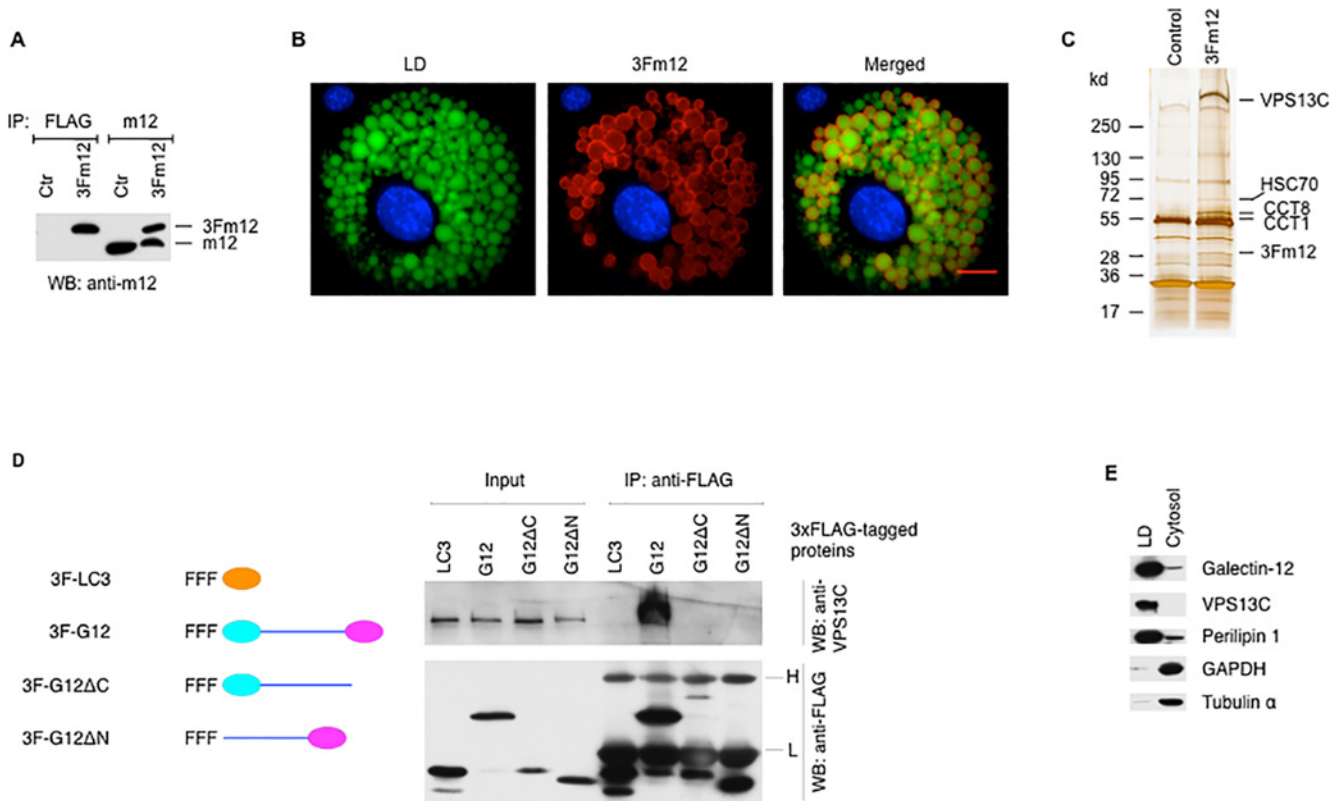 A
IP: FLAG m12
Ctr 3Fm12 Ctr 3Fm12
3Fm12
m12
WB: anti-m12
B
LD 3Fm12 Merged
C
Control 3Fm12
kd
250
130
95
72
55
28
36
17
VPS13C
HSC70
CCT8
CCT1
3Fm12
D
3F-LC3 FFF
3F-G12 FFF
3F-G12ΔC FFF
3F-G12ΔN FFF
Input IP: anti-FLAG
LC3 G12 G12ΔC G12ΔN LC3 G12 G12ΔC G12ΔN
3xFLAG-tagged
proteins
WB: anti-
VPS13C
H
L
WB: anti-FLAG
E
LD Cytosol
Galectin-12
VPS13C
Perilipin 1
GAPDH
Tubulin α